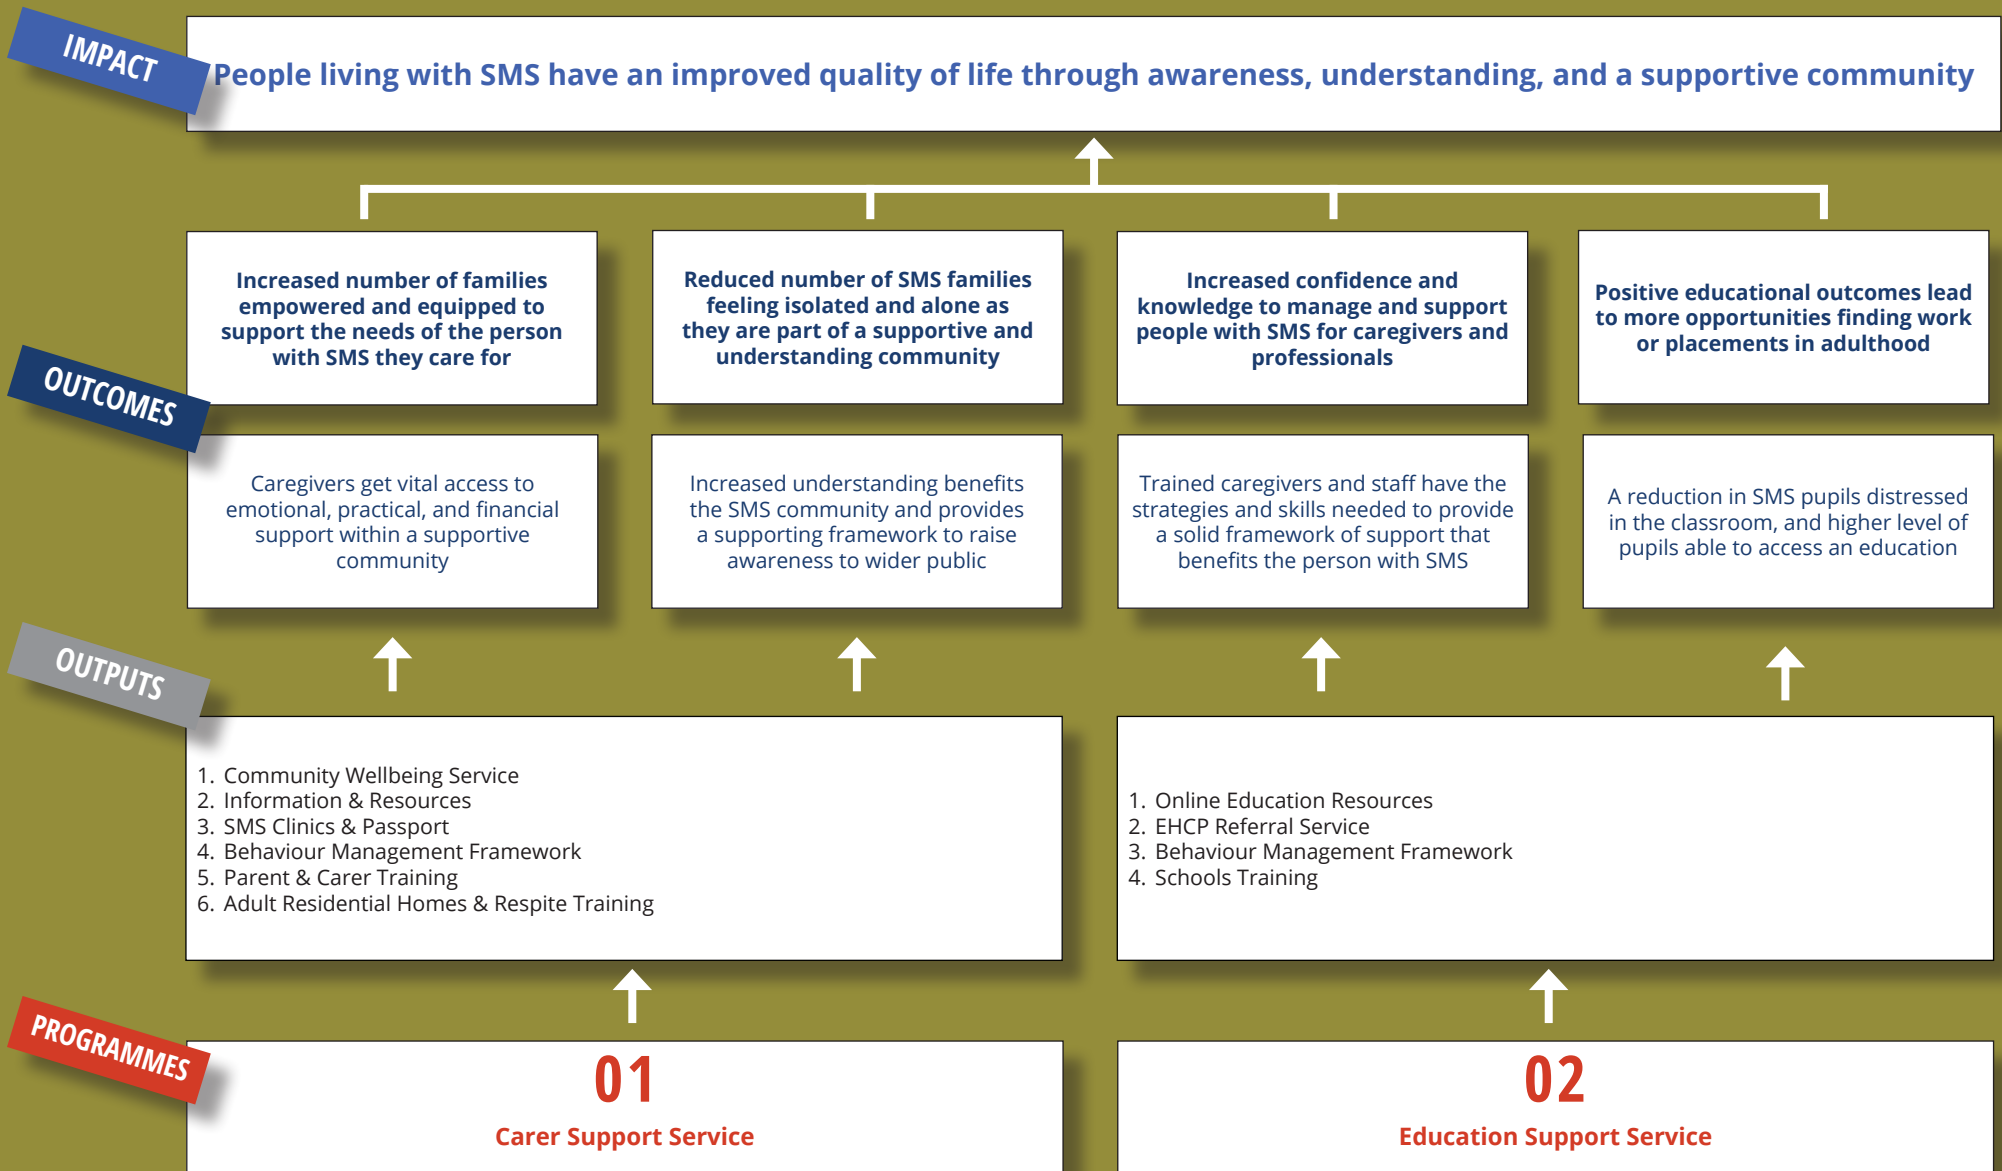 IMPACT
People living with SMS have an improved quality of life through awareness, understanding, and a supportive community
OUTCOMES
Increased number of families
empowered and equipped to
support the needs of the person
with SMS they care for
Reduced number of SMS families
feeling isolated and alone as
they are part of a supportive and
understanding community
Increased confidence and
knowledge to manage and support
people with SMS for caregivers and
professionals
Positive educational outcomes lead
to more opportunities finding work
or placements in adulthood
Caregivers get vital access to
emotional, practical, and financial
support within a supportive
community
Increased understanding benefits
the SMS community and provides
a supporting framework to raise
awareness to wider public
Trained caregivers and staff have the
strategies and skills needed to provide
a solid framework of support that
benefits the person with SMS
A reduction in SMS pupils distressed
in the classroom, and higher level of
pupils able to access an education
OUTPUTS
1. Community Wellbeing Service
2. Information & Resources
3. SMS Clinics & Passport
4. Behaviour Management Framework
5. Parent & Carer Training
6. Adult Residential Homes & Respite Training
1. Online Education Resources
2. EHCP Referral Service
3. Behaviour Management Framework
4. Schools Training
PROGRAMMES
01
Carer Support Service
02
Education Support Service